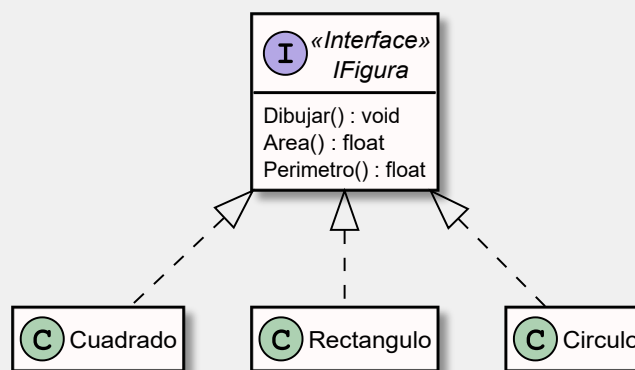 I «Interface»
IFigura
Dibujar() : void
Area() : float
Perimetro() : float
C Cuadrado
C Rectangulo
C Circulo